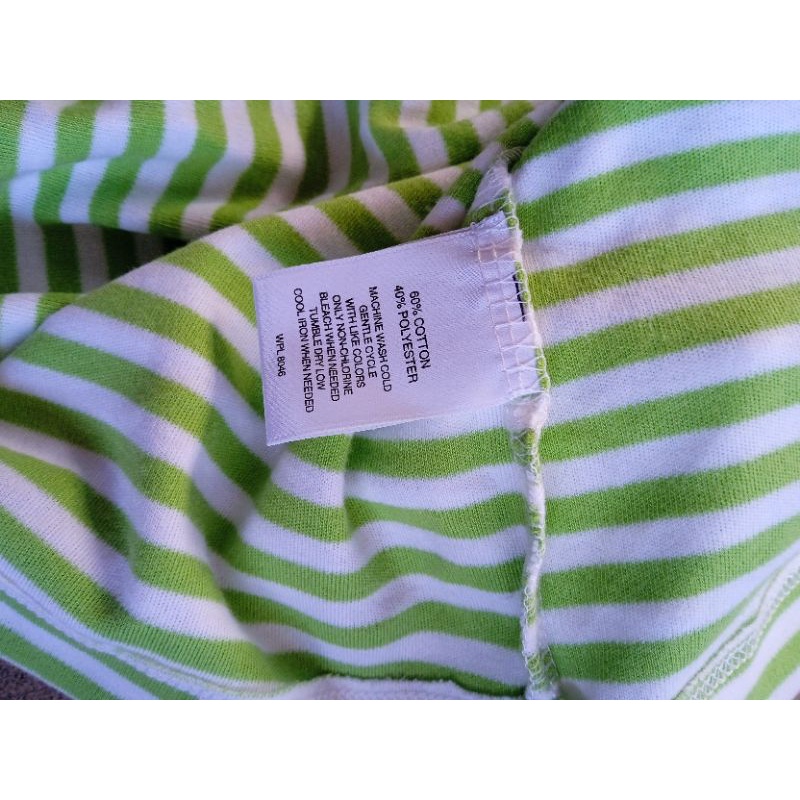 60% COTTON
40% POLYESTER
MACHINE WASH COLD
GENTLE CYCLE
WITH LIKE COLORS
ONLY NON-CHLORINE
BLEACH WHEN NEEDED
TUMBLE DRY LOW
COOL IRON WHEN NEEDED
WPL 8046